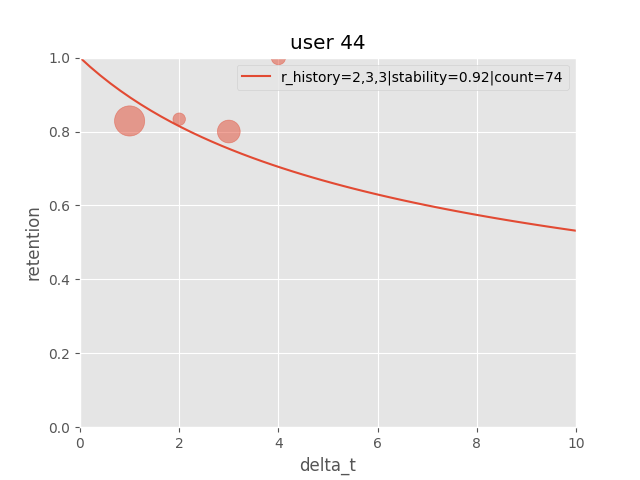 user 44
r_history=2,3,3|stability=0.92|count=74
retention
1.0
0.8
0.6
0.4
0.2
0.0
0 2 4 6 8 10
delta_t